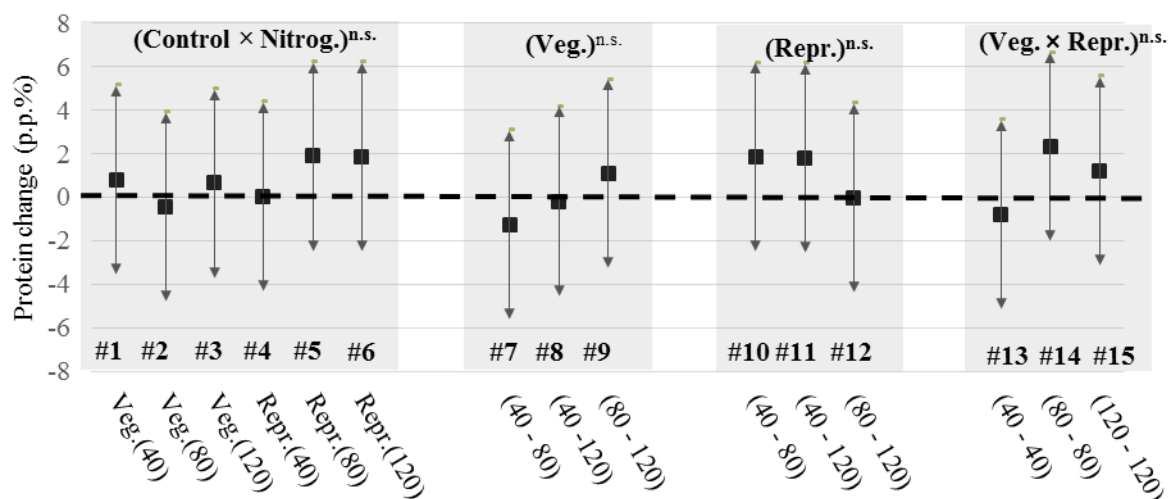 Protein change (p.p.%)
8
6
4
2
0
-2
-4
-6
-8
(Control × Nitrog.)n.s.
(Veg.)n.s.
(Repr.)n.s.
(Veg. × Repr.)n.s.
#1 #2 #3 #4 #5 #6 #7 #8 #9 #10 #11 #12 #13 #14 #15
Veg.(40)
Veg.(80)
Veg.(120)
Repr.(40)
Repr.(80)
Repr.(120)
(40 - 80)
(40 -120)
(80 - 120)
(40 - 80)
(40 - 120)
(80 - 120)
(40 - 40)
(80 - 80)
(120 - 120)